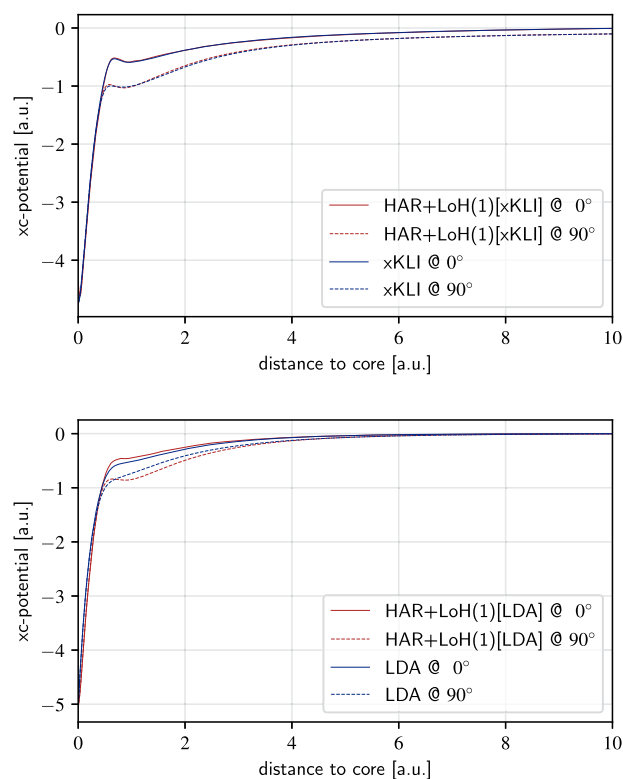 0
−1
−2
−3
−4
xc-potential [a.u.]
HAR+LoH(1)[xKLI] @ 0°
HAR+LoH(1)[xKLI] @ 90°
xKLI @ 0°
xKLI @ 90°
0 2 4 6 8 10
distance to core [a.u.]
0
−1
−2
−3
−4
−5
xc-potential [a.u.]
HAR+LoH(1)[LDA] @ 0°
HAR+LoH(1)[LDA] @ 90°
LDA @ 0°
LDA @ 90°
0 2 4 6 8 10
distance to core [a.u.]